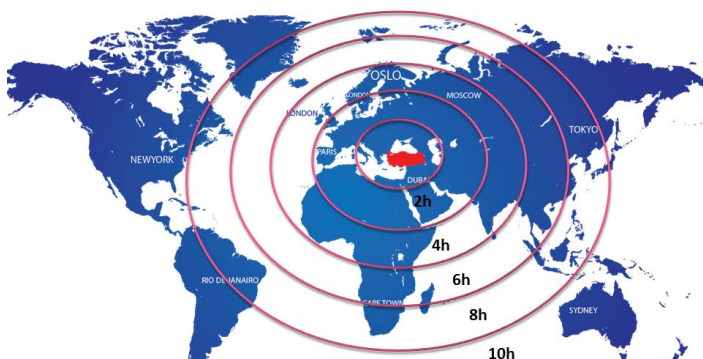 OSLO
LONDON
MOSCOW
LONDON
TOKYO
PARIS
NEWYORK
DUBAI
2h
4h
6h
RIO DE JANAIRO
CAPE TOWN
8h
SYDNEY
10h